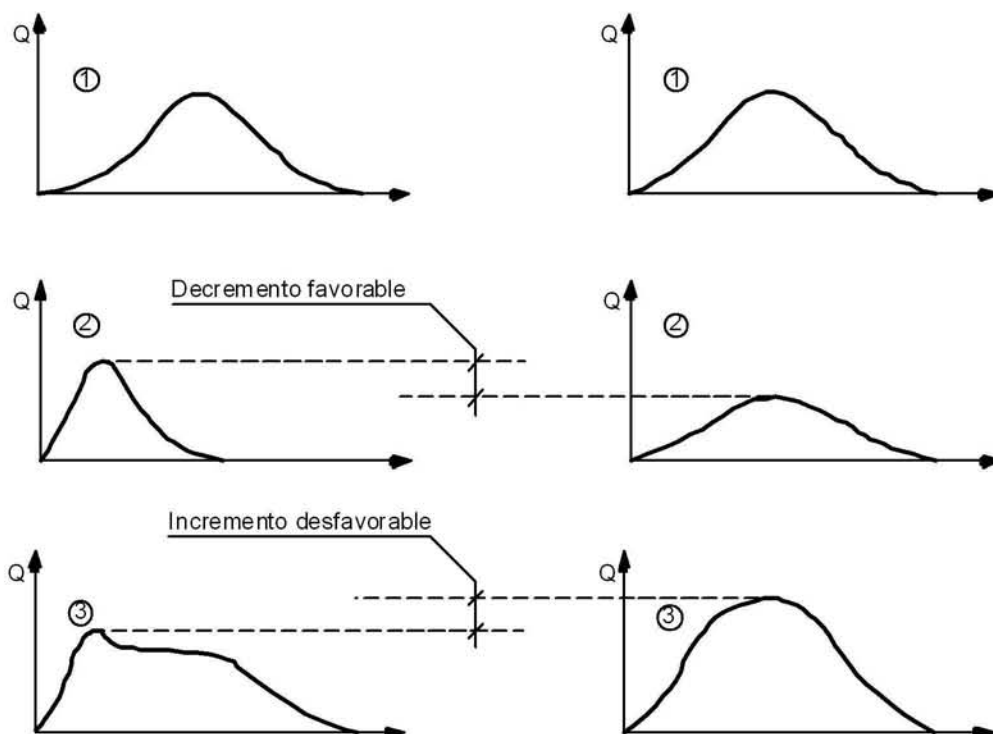 Q
①
Q
①
Decremento favorable
Q
②
Q
②
Incremento desfavorable
Q
③
Q
③